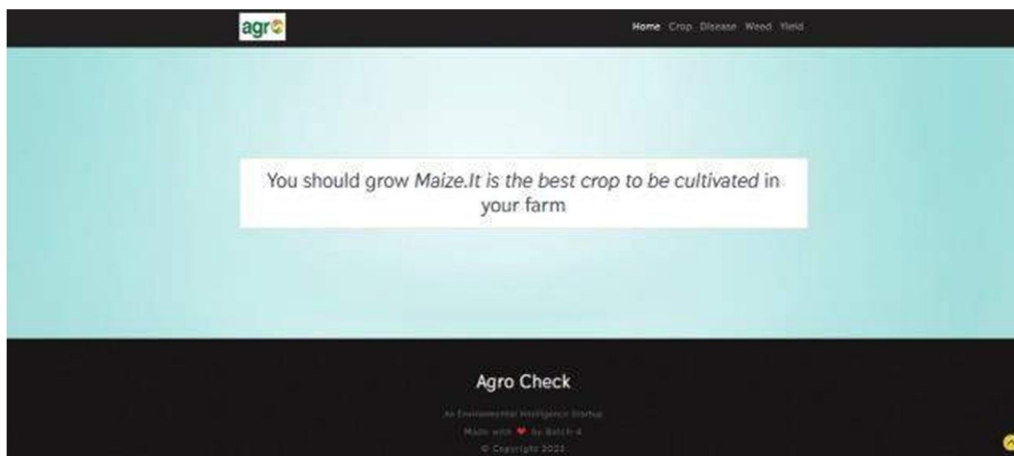 agro
Home Crop Disease Weed Yield
You should grow Maize.It is the best crop to be cultivated in
your farm
Agro Check
An Environmental Intelligence Startup
Made with ❤ by Batch-4
© Copyright 2023